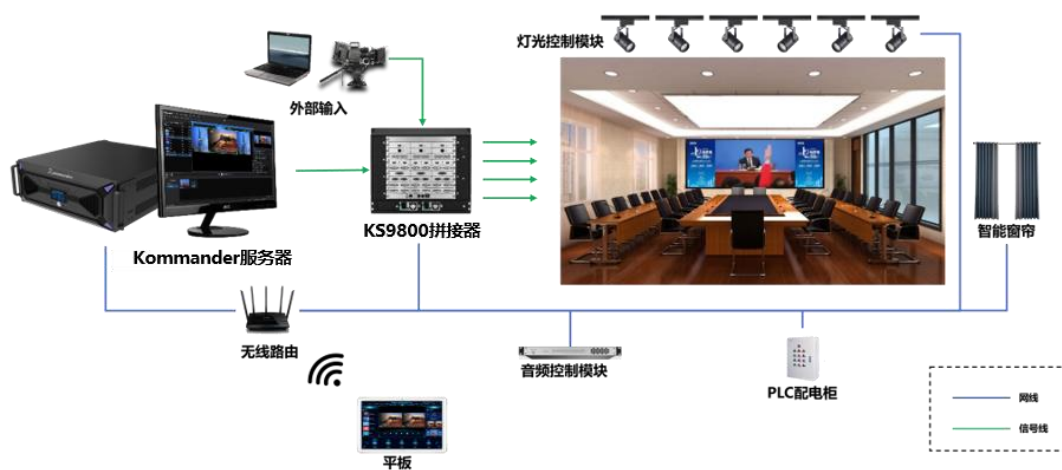 灯光控制模块
外部输入
KS9800拼接器
智能窗帘
Kommander服务器
无线路由
音频控制模块
PLC配电柜
网线
信号线
平板